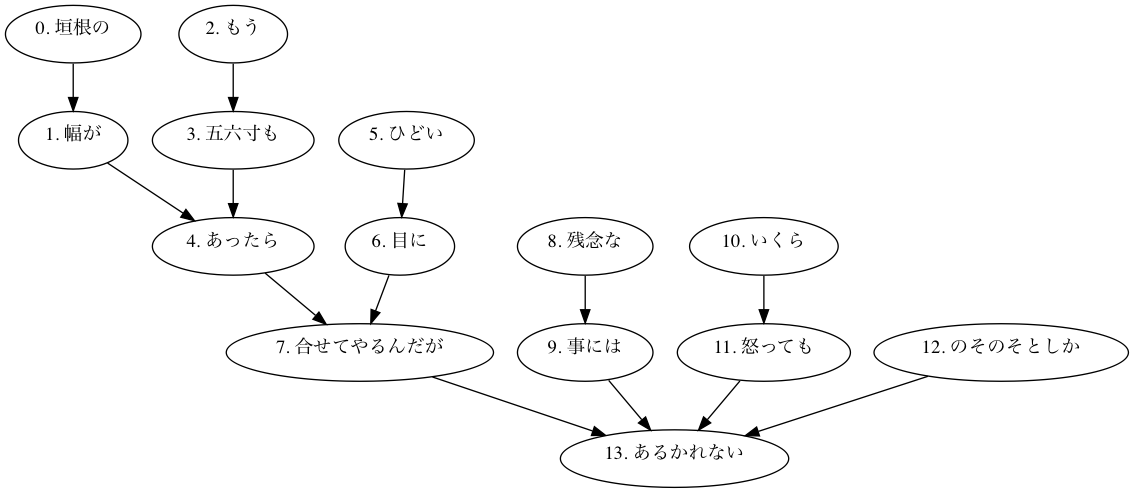 0. 垣根の
2. もう
1. 幅が
3. 五六寸も
5. ひどい
4. あったら
6. 目に
8. 残念な
10. いくら
7. 合せてやるんだが
9. 事には
11. 怒っても
12. のそのそとしか
13. あるかれない